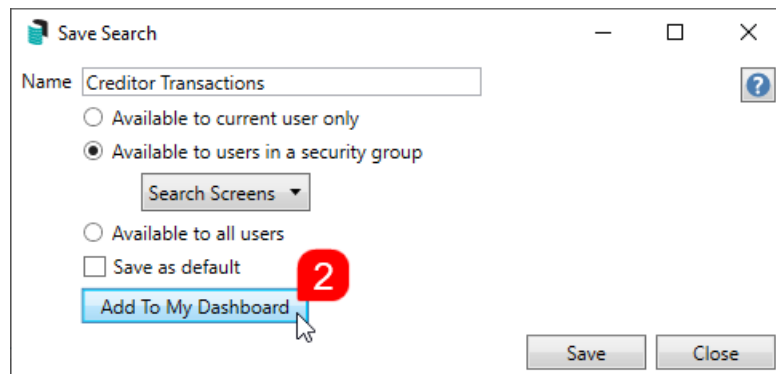 Save Search
Name Creditor Transactions
?
Available to current user only
Available to users in a security group
Search Screens
Available to all users
Save as default
2
Add To My Dashboard
Save Close